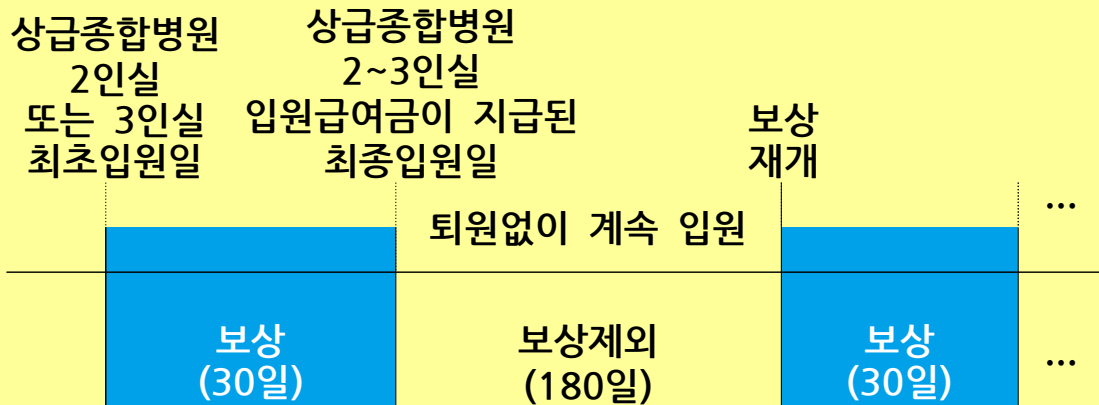 상급종합병원
2인실
또는 3인실
최초입원일
상급종합병원
2~3인실
입원급여금이 지급된
최종입원일
보상
재개
...
퇴원없이 계속 입원
보상
(30일)
보상제외
(180일)
보상
(30일)
...